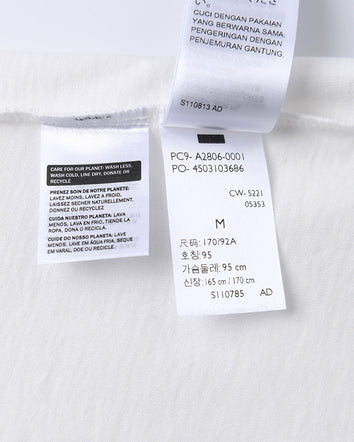 い。
CUCI DENGAN PAKAIAN
YANG BERWARNA SAMA.
PENGERINGAN DENGAN
PENJEMURAN GANTUNG.
S110813 AD
CARE FOR OUR PLANET: WASH LESS,
WASH COLD, LINE DRY, DONATE OR
RECYCLE
PRENEZ SOIN DE NOTRE PLANÈTE:
LAVEZ MOINS, LAVEZ A FROID,
LAISSEZ SECHER NATURELLEMENT,
DONNEZ OU RECYCLEZ
CUIDA NUESTRO PLANETA: LAVA
MENOS, LAVA EN FRIO, TIENDE LA
ROPA, DONA O RECICLA.
CUIDE DO NOSSO PLANETA: LAVE
MENOS, LAVE EM ÁGUA FRIA, SEQUE
EM VARAL, DOE OU RECICLE.
PC9- A2806-0001
PO- 4503103686
CW- 5221
05353
M
尺码: 170/92A
호칭: 95
가슴둘레: 95 cm
신장: 165 cm / 170 cm
S110785 AD